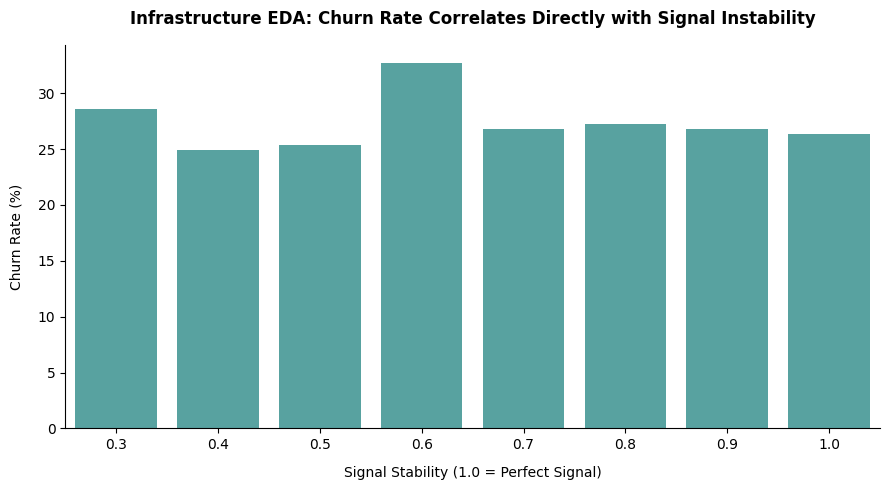 Infrastructure EDA: Churn Rate Correlates Directly with Signal Instability
Churn Rate (%)
30
25
20
15
10
5
0
0.3 0.4 0.5 0.6 0.7 0.8 0.9 1.0
Signal Stability (1.0 = Perfect Signal)